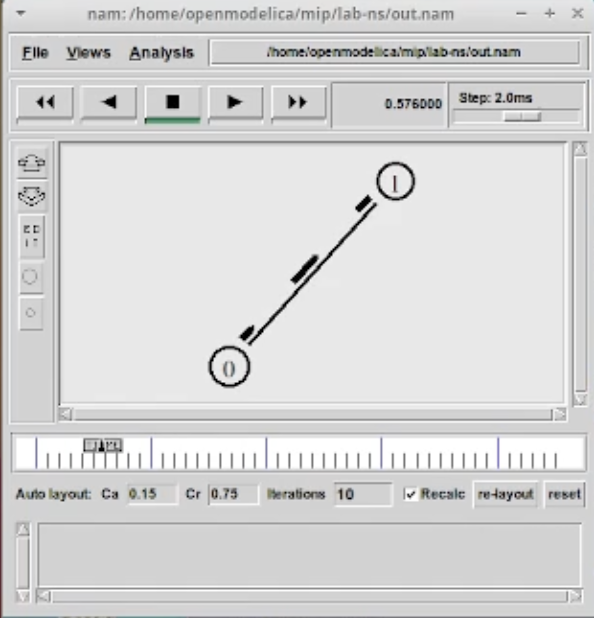 nam: /home/openmodelica/mip/lab-ns/out.nam
File Views Analysis /home/openmodelica/mip/lab-ns/out.nam
0.576000 Step: 2.0ms
1
E D
I T
0
TIME
Auto layout: Ca 0.15 Cr 0.75 Iterations 10 Recalc re-layout reset